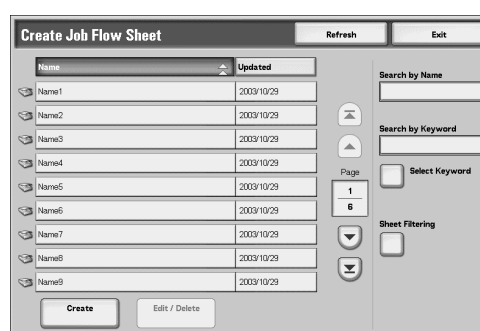 Create Job Flow Sheet
Refresh
Exit
Name
Updated
Name1
2003/10/29
Name2
2003/10/29
Name3
2003/10/29
Name4
2003/10/29
Name5
2003/10/29
Name6
2003/10/29
Name7
2003/10/29
Name8
2003/10/29
Name9
2003/10/29
Page
1
6
Search by Name
Search by Keyword
Select Keyword
Sheet Filtering
Create
Edit / Delete